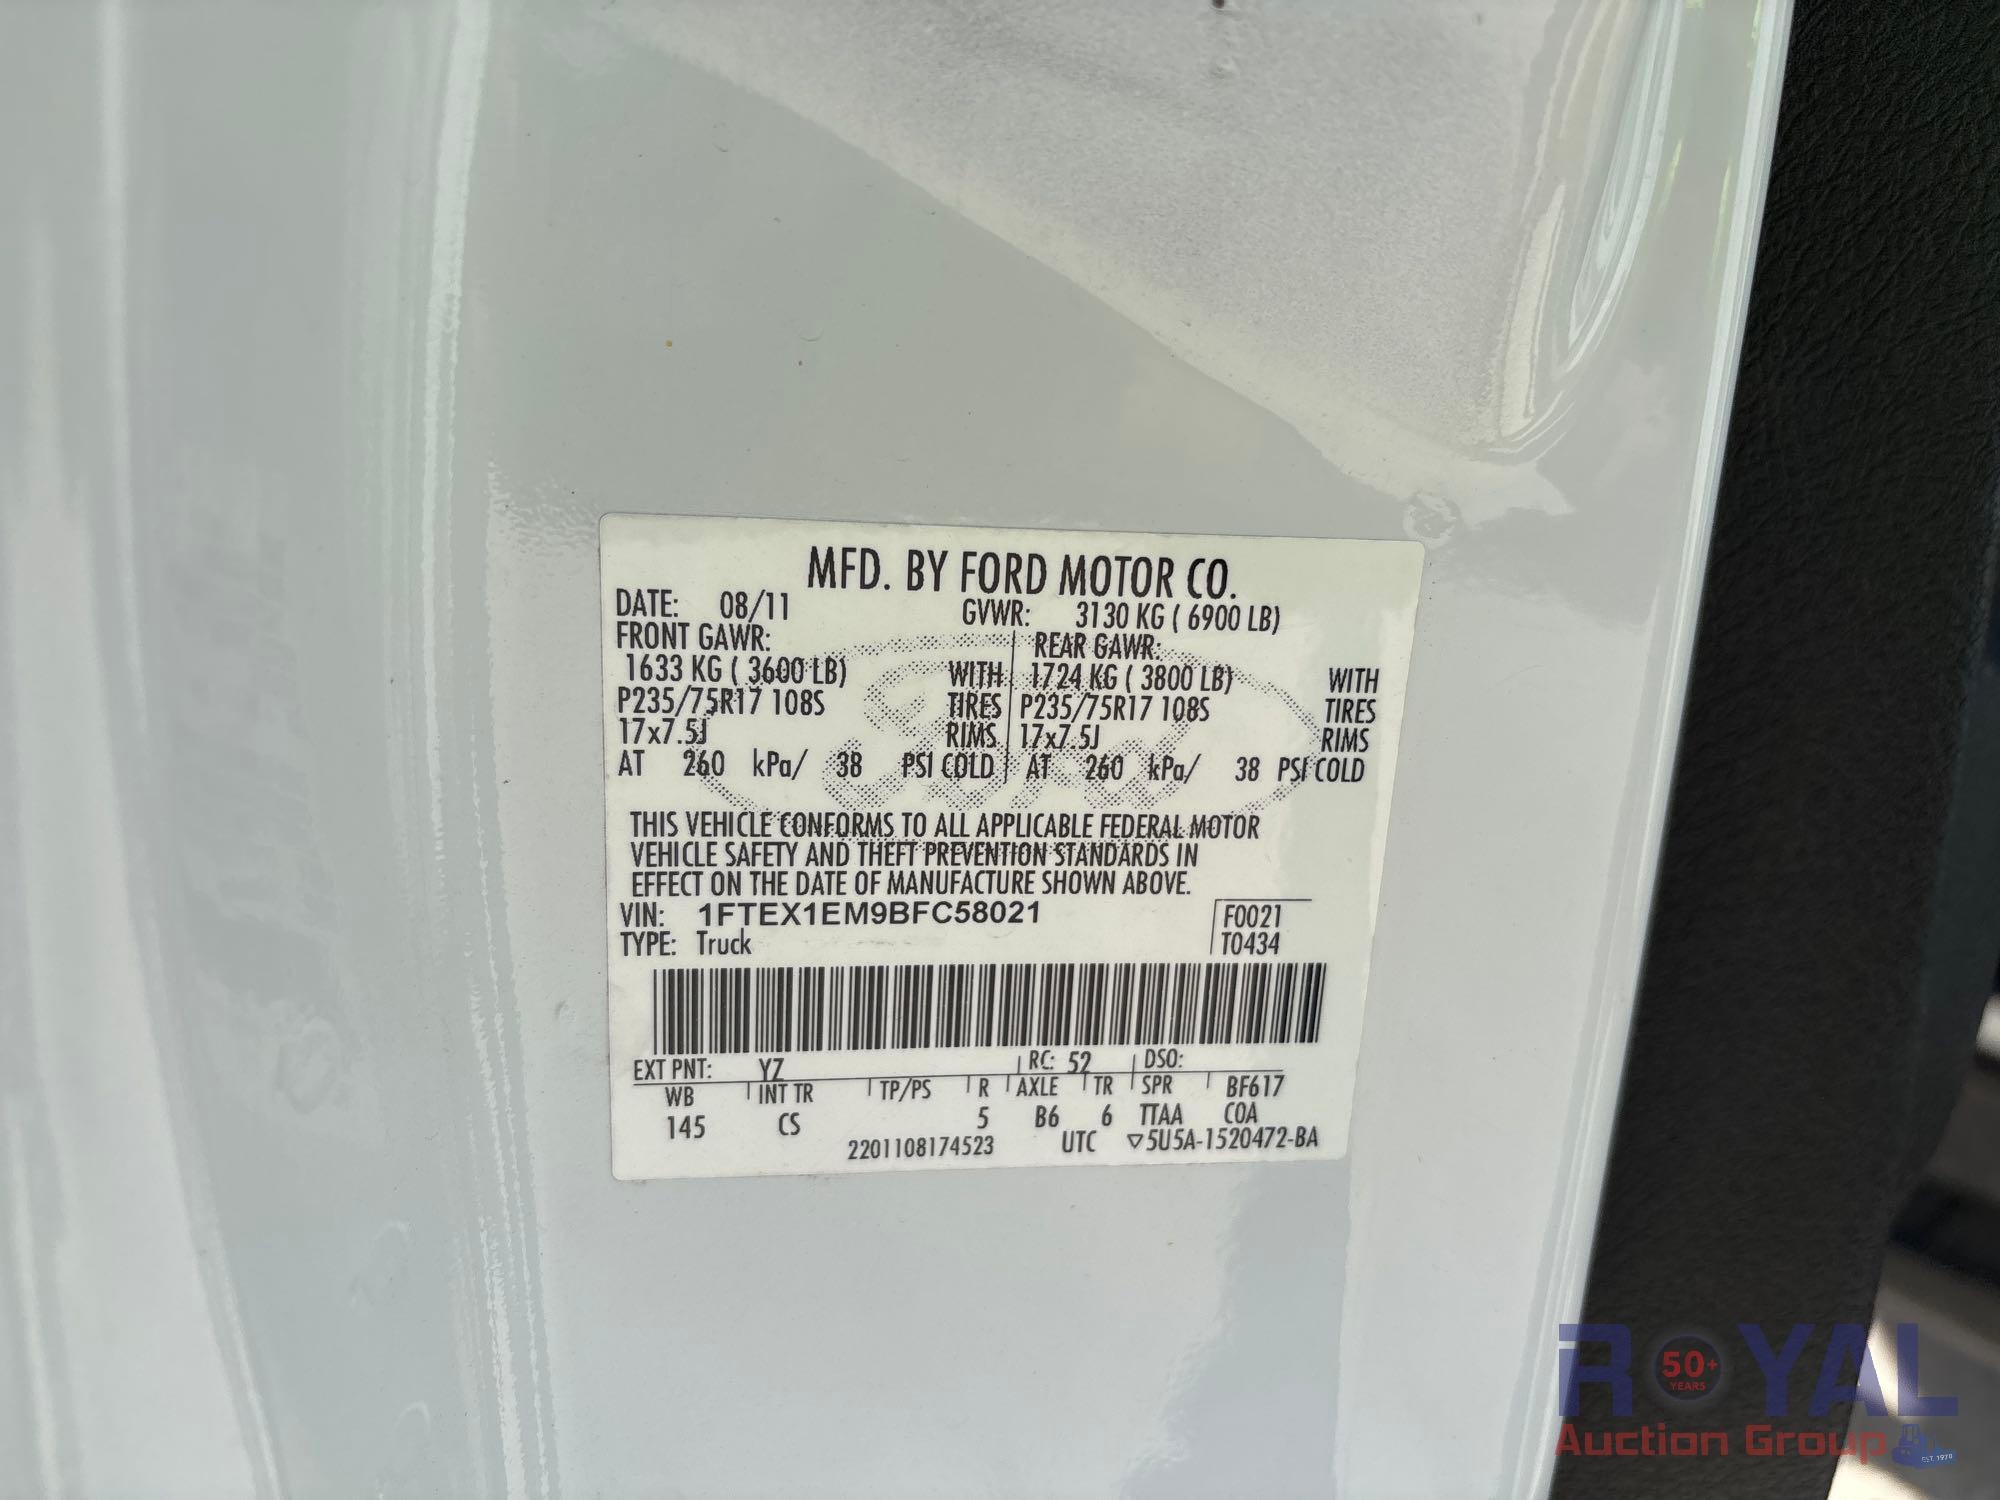 MFD. BY FORD MOTOR CO.
DATE: 08/11 GVWR: 3130 KG ( 6900 LB)
FRONT GAWR: REAR GAWR:
1633 KG ( 3600 LB) WITH 1724 KG ( 3800 LB) WITH
P235/75R17 108S TIRES P235/75R17 108S TIRES
17x7.5J RIMS 17x7.5J RIMS
AT 260 kPa/ 38 PSI COLD AT 260 kPa/ 38 PSI COLD
Ford
THIS VEHICLE CONFORMS TO ALL APPLICABLE FEDERAL MOTOR
VEHICLE SAFETY AND THEFT PREVENTION STANDARDS IN
EFFECT ON THE DATE OF MANUFACTURE SHOWN ABOVE.
VIN: 1FTEX1EM9BFC58021 F0021
TYPE: Truck T0434
EXT PNT: YZ RC: 52 DSO:
WB INT TR TP/PS R AXLE TR SPR BF617
145 CS 5 B6 6 TTAA COA
2201108174523 UTC ▽5U5A-1520472-BA
ROYAL
50+
YEARS
Auction Group
EST. 1970